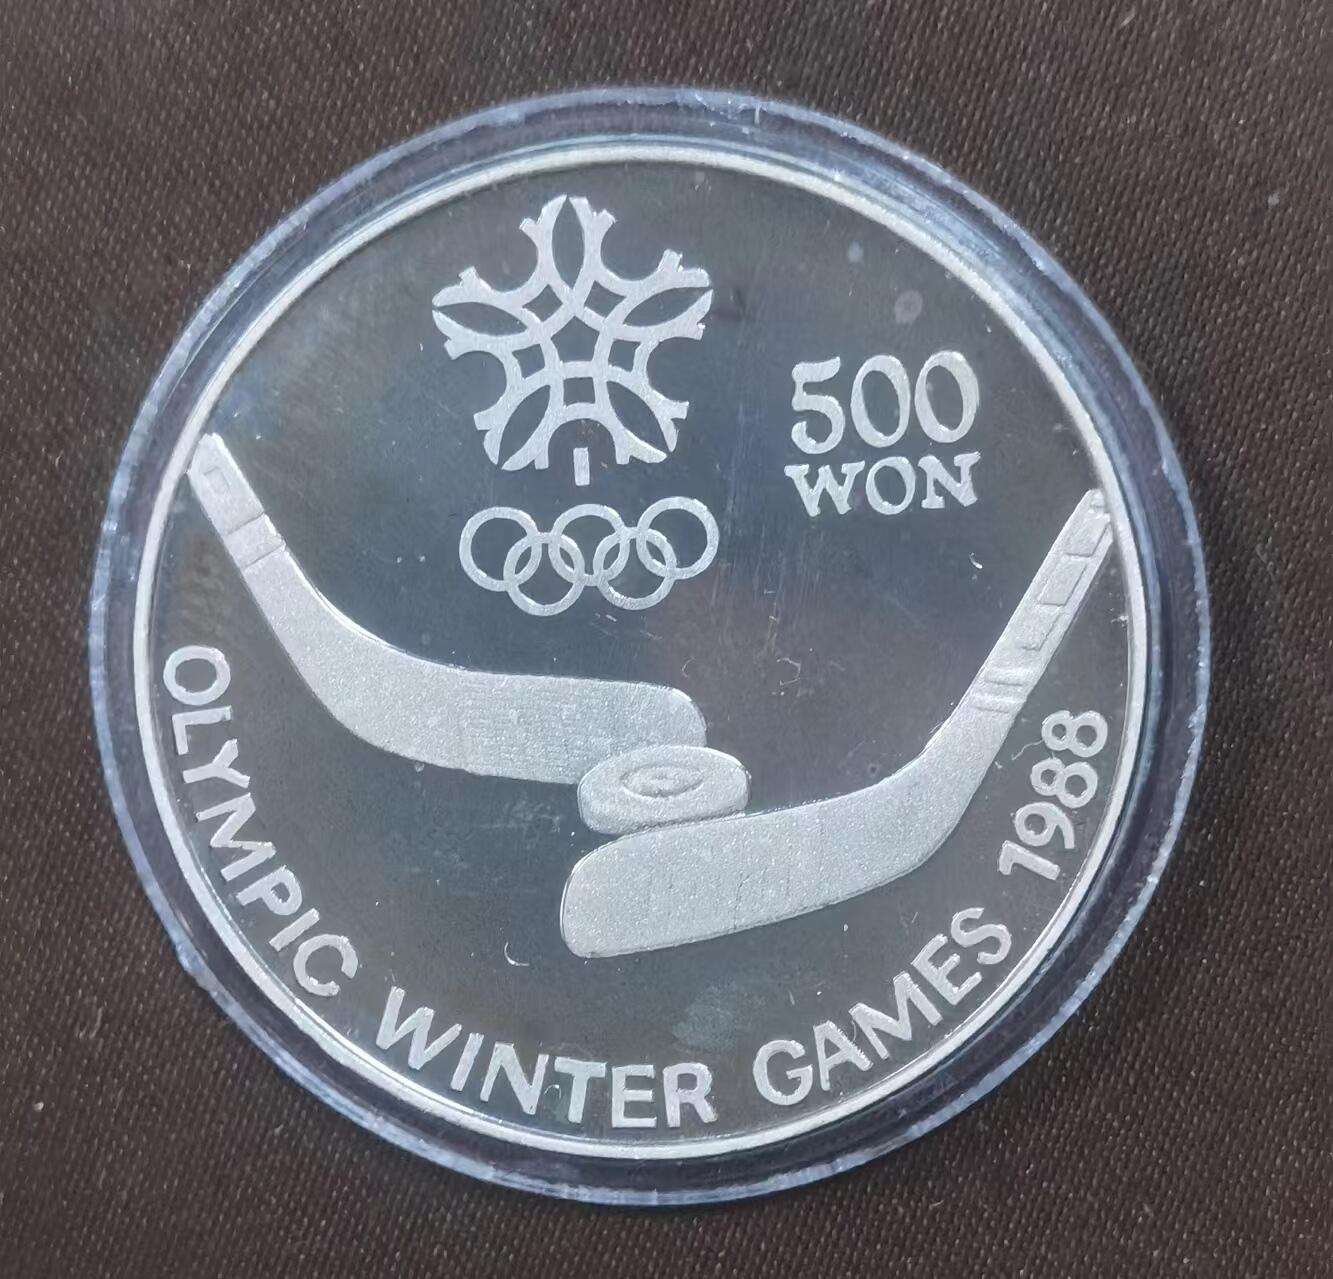 500
WON
OLYMPIC WINTER GAMES 1988